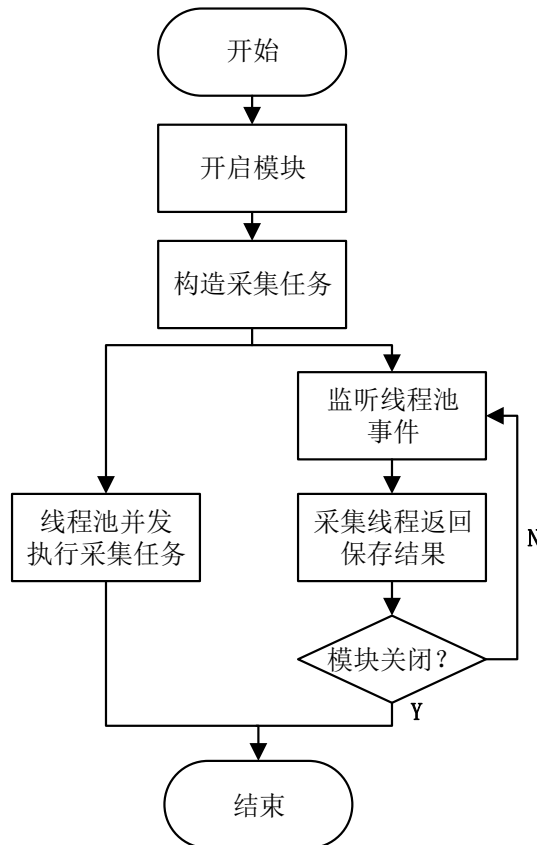 开始
开启模块
构造采集任务
监听线程池
事件
线程池并发
执行采集任务
采集线程返回
保存结果
N
模块关闭？
Y
结束